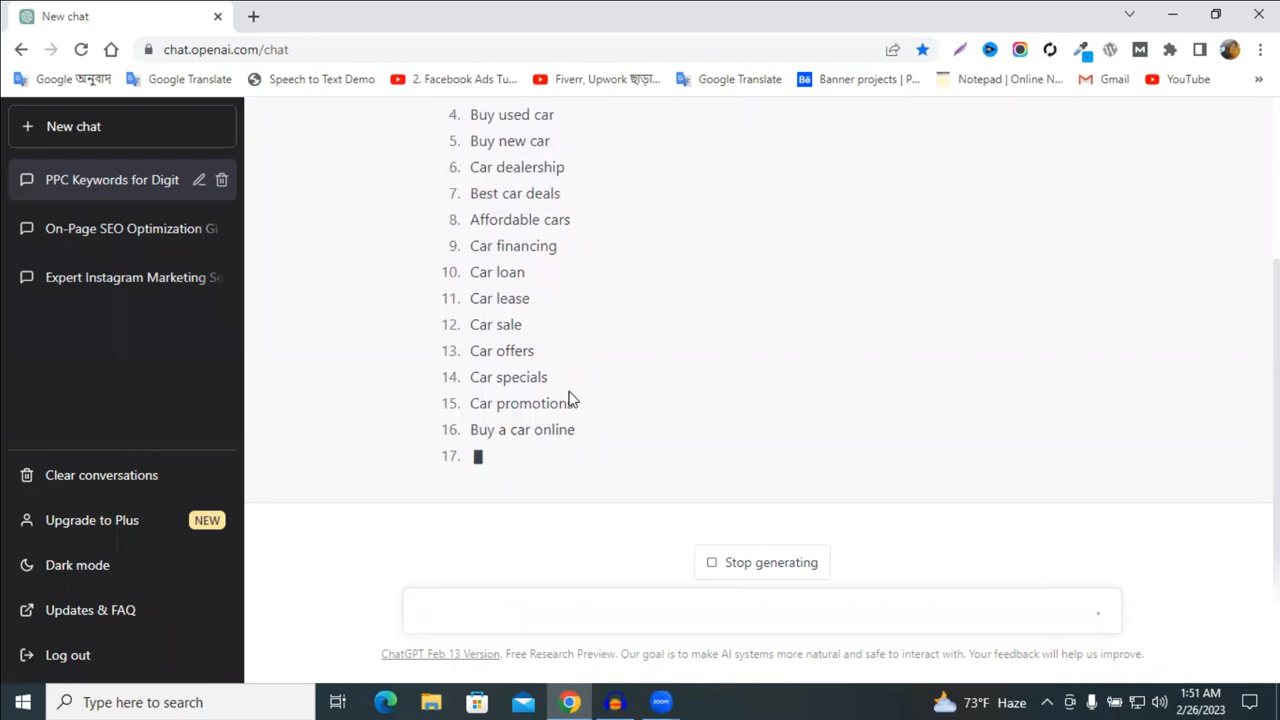 New chat
chat.openai.com/chat
Google অনুবাদ
Google Translate
Speech to Text Demo
2. Facebook Ads Tu...
Fiverr, Upwork ছাড়া...
Google Translate
Banner projects | P...
Notepad | Online N...
Gmail
YouTube
New chat
PPC Keywords for Digit
On-Page SEO Optimization Gi
Expert Instagram Marketing Se
Clear conversations
Upgrade to Plus NEW
Dark mode
Updates & FAQ
Log out
4. Buy used car
5. Buy new car
6. Car dealership
7. Best car deals
8. Affordable cars
9. Car financing
10. Car loan
11. Car lease
12. Car sale
13. Car offers
14. Car specials
15. Car promotions
16. Buy a car online
17.
Stop generating
ChatGPT Feb 13 Version. Free Research Preview. Our goal is to make AI systems more natural and safe to interact with. Your feedback will help us improve.
Type here to search
zoom
73°F Haze
1:51 AM
2/26/2023